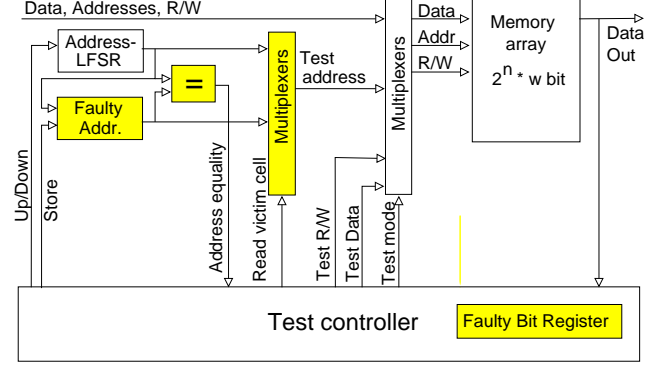 Data, Addresses, R/W
Address-
LFSR
Faulty
Addr.
=
Multiplexers
Test
address
Multiplexers
Data
Addr
R/W
Memory
array
2^n * w bit
Data
Out
Up/Down
Store
Address equality
Read victim cell
Test R/W
Test Data
Test mode
Test controller
Faulty Bit Register